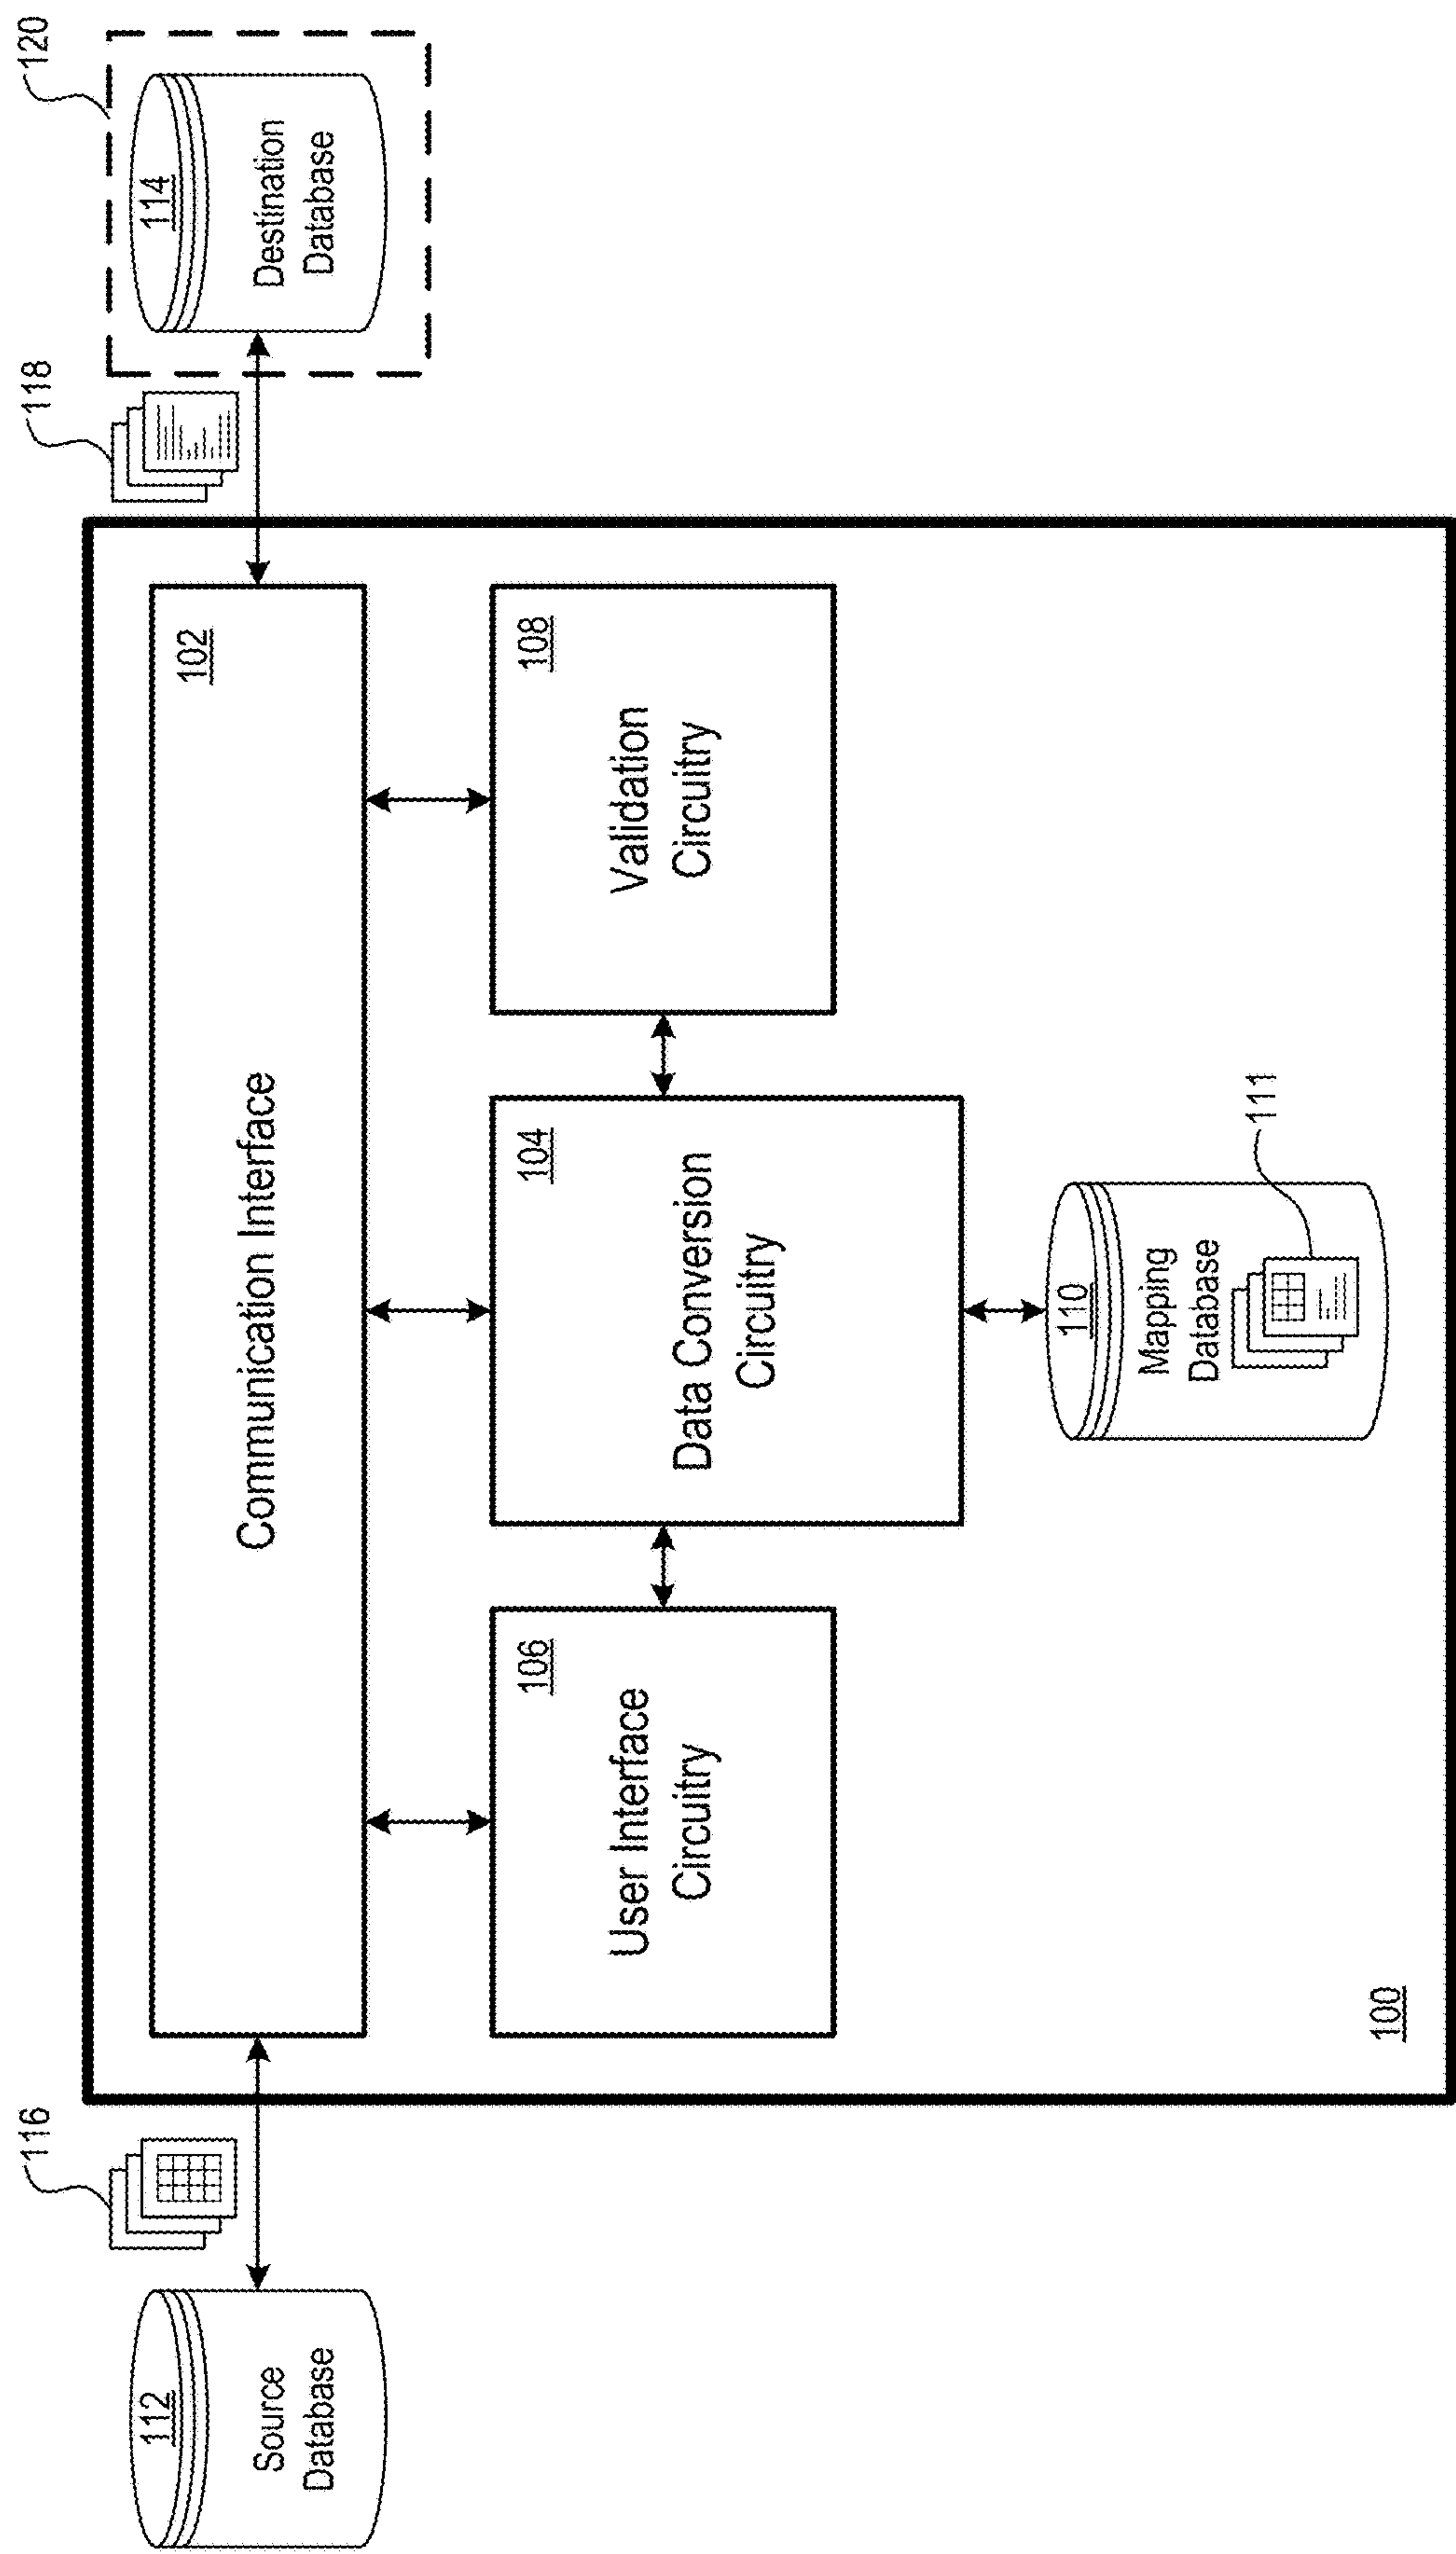 116
118
120
112
Source
Database
114
Destination
Database
Communication Interface
102
106
User Interface
Circuitry
104
Data Conversion
Circuitry
108
Validation
Circuitry
110
Mapping
Database
111
100